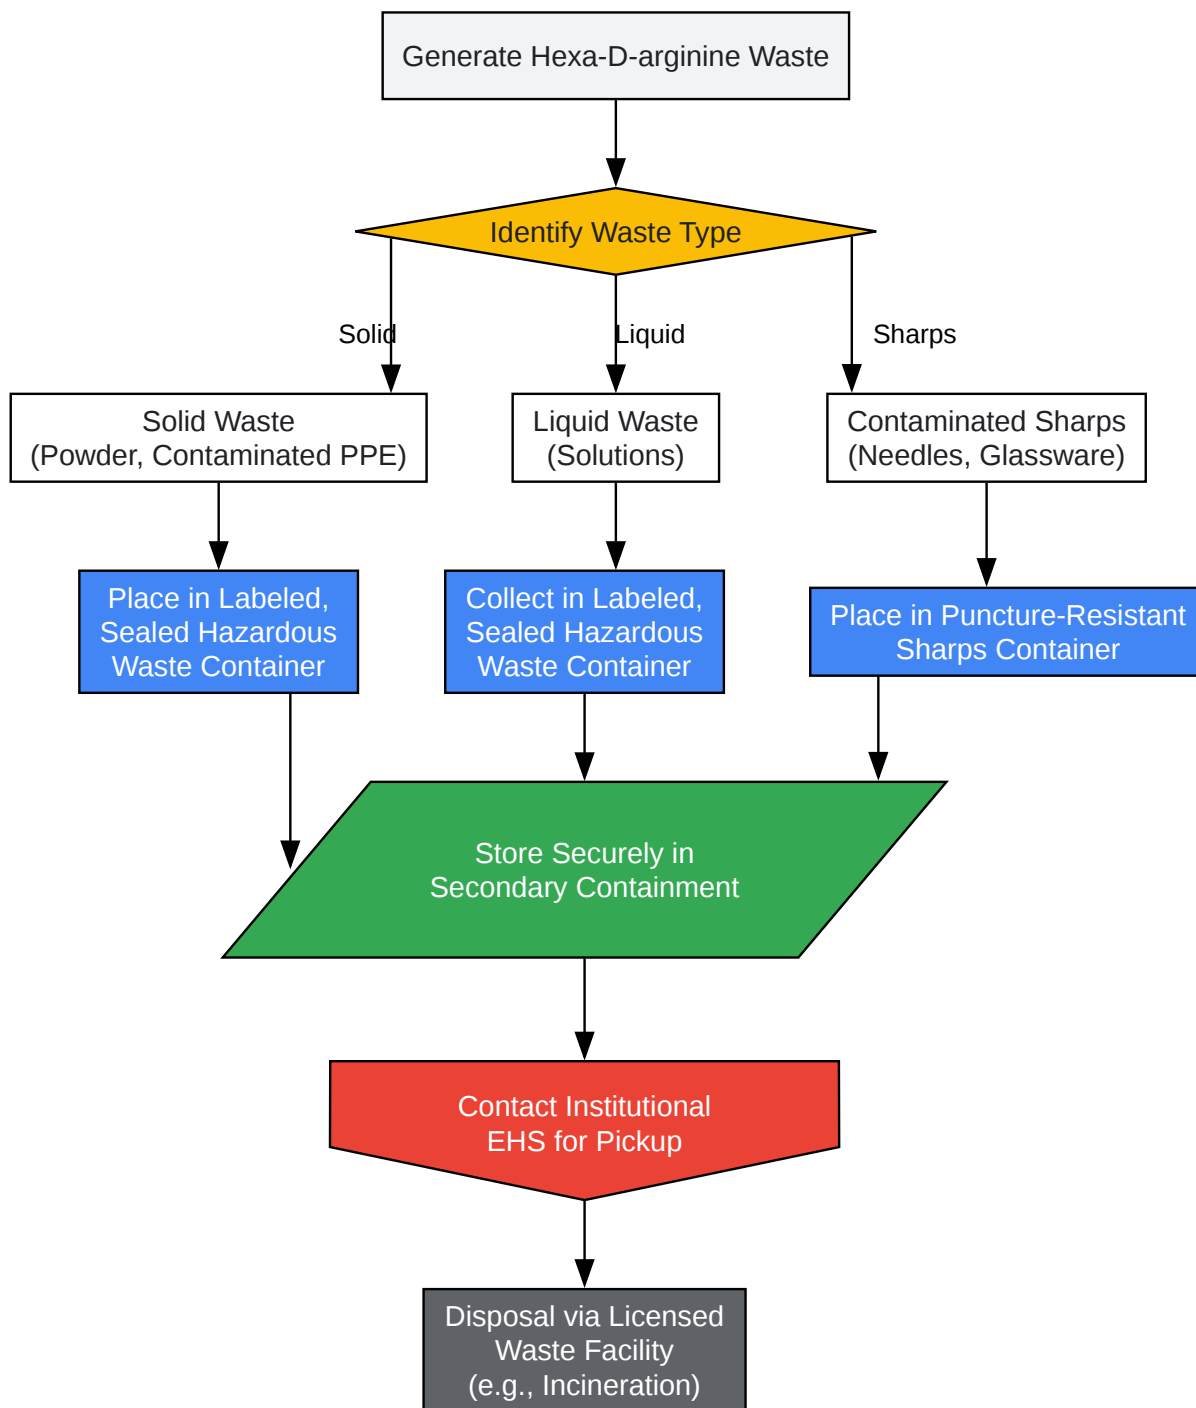 Generate Hexa-D-arginine Waste
Identify Waste Type
Solid
Liquid
Sharps
Solid Waste
(Powder, Contaminated PPE)
Liquid Waste
(Solutions)
Contaminated Sharps
(Needles, Glassware)
Place in Labeled,
Sealed Hazardous
Waste Container
Collect in Labeled,
Sealed Hazardous
Waste Container
Place in Puncture-Resistant
Sharps Container
Store Securely in
Secondary Containment
Contact Institutional
EHS for Pickup
Disposal via Licensed
Waste Facility
(e.g., Incineration)